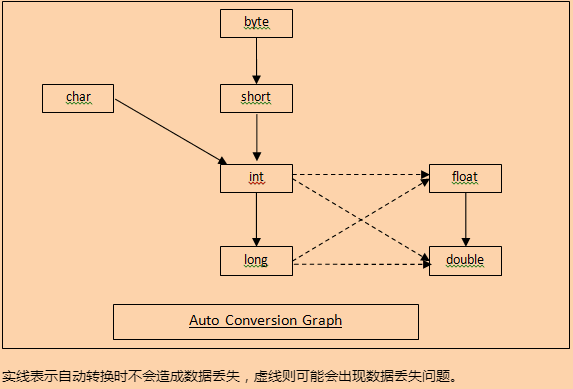 byte
char
short
int
float
long
double
Auto Conversion Graph
实线表示自动转换时不会造成数据丢失，虚线则可能会出现数据丢失问题。